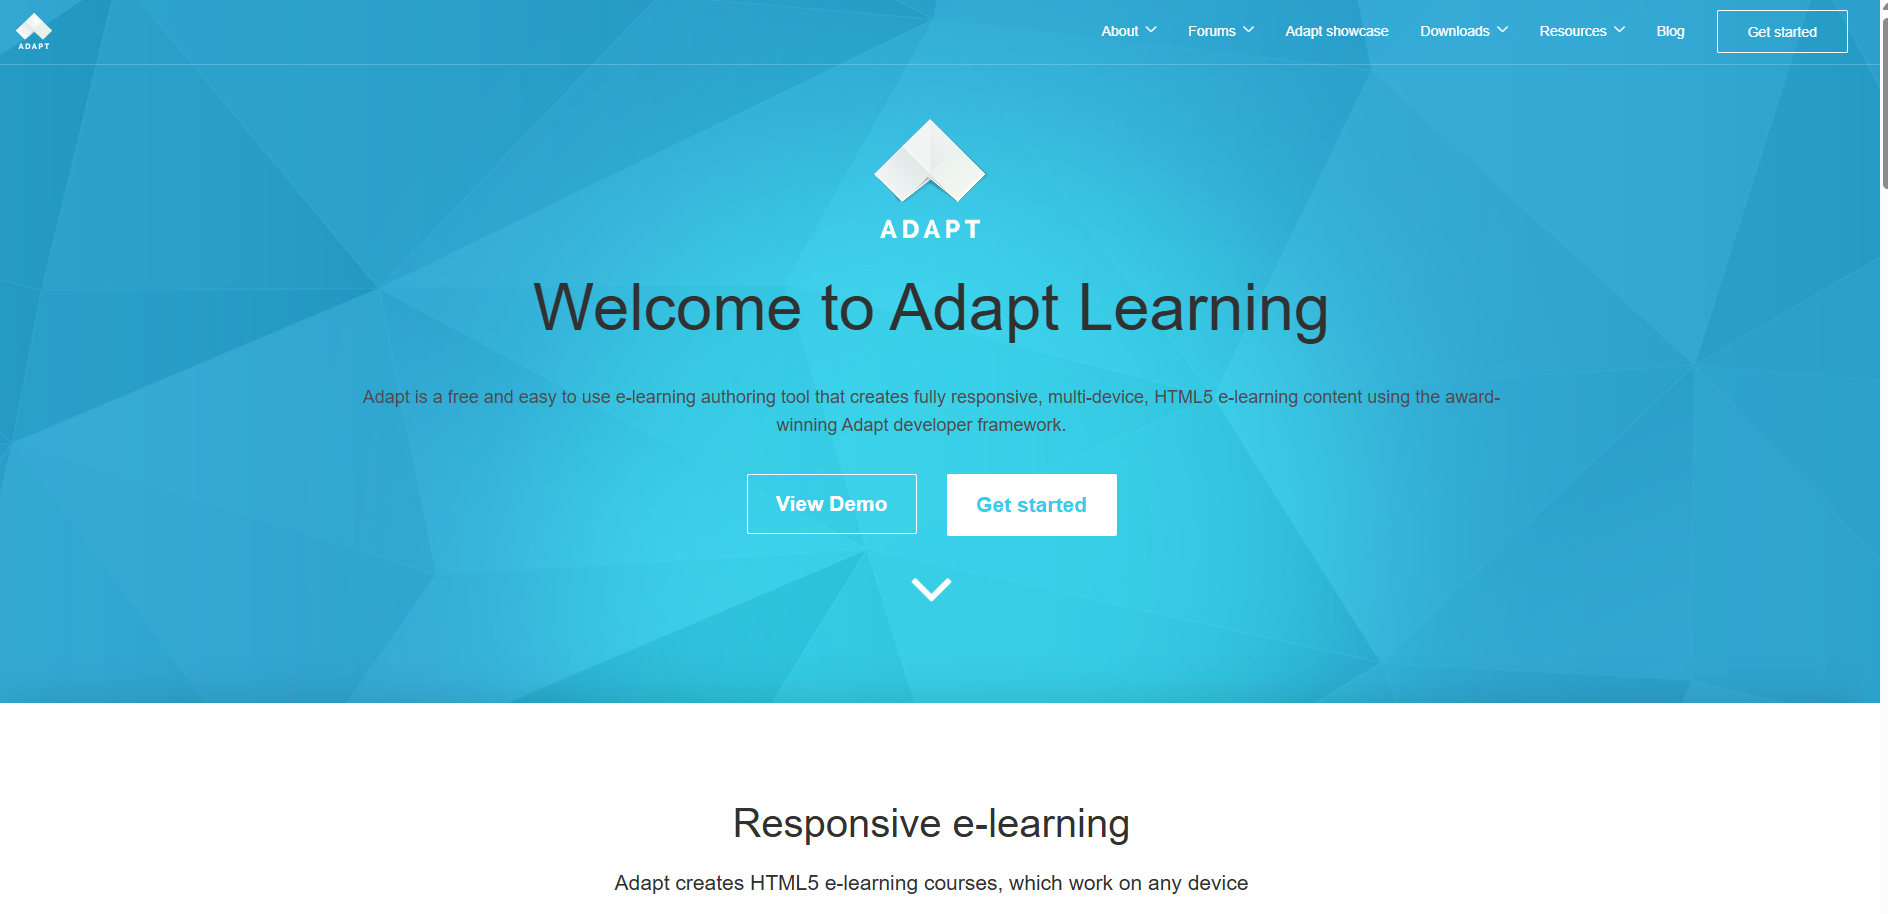 ADAPT
About
Forums
Adapt showcase
Downloads
Resources
Blog
Get started
ADAPT
Welcome to Adapt Learning
Adapt is a free and easy to use e-learning authoring tool that creates fully responsive, multi-device, HTML5 e-learning content using the award-
winning Adapt developer framework.
View Demo
Get started
Responsive e-learning
Adapt creates HTML5 e-learning courses, which work on any device